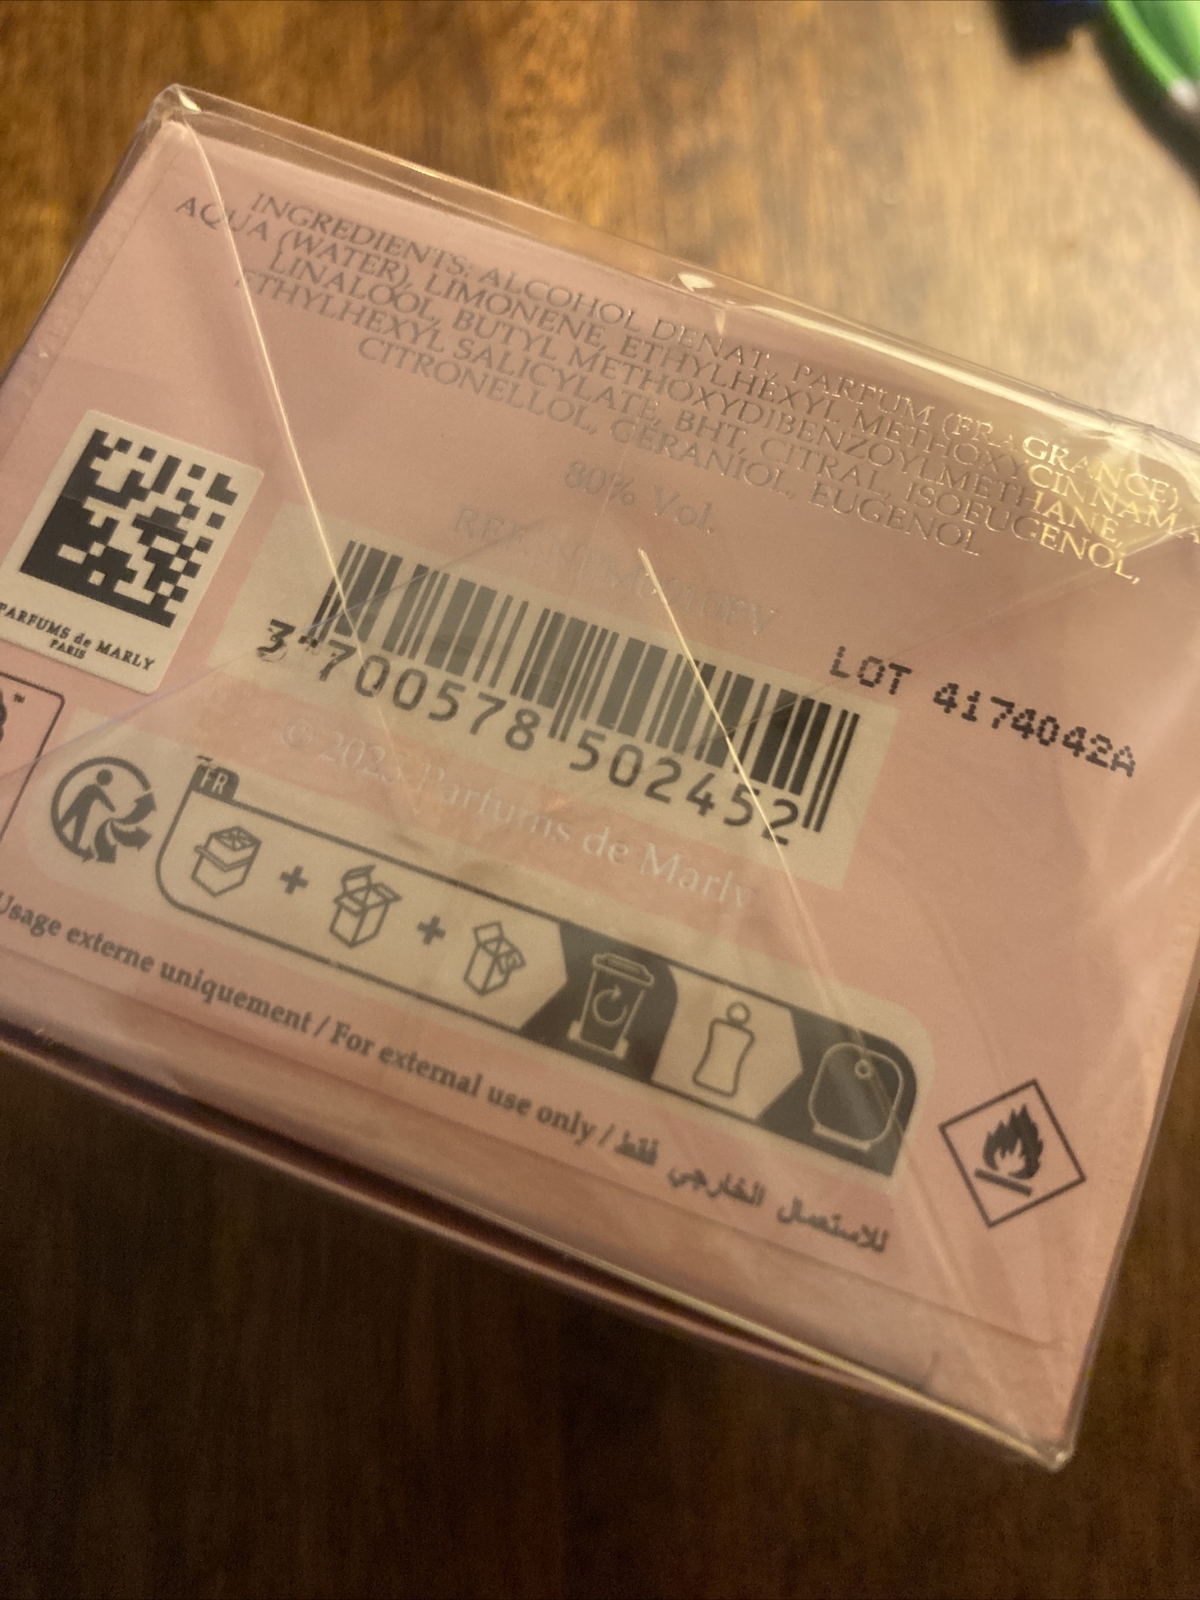 INGREDIENTS: ALCOHOL DENAT., PARFUM (FRAGRANCE),
AQUA (WATER), LIMONENE, ETHYLHEXYL METHOXYCINNAMA
LINALOOL, BUTYL METHOXYDIBENZOYLMETHANE,
ETHYLHEXYL SALICYLATE, BHT, CITRAL, ISOEUGENOL,
CITRONELLOL, GERANIOL, EUGENOL
80% Vol.
PARFUMS de MARLY
PARIS
LOT 4174042A
3 700578 502452
© 2023 Parfums de Marly
™
FR
Usage externe uniquement / For external use only / للاستعمال الخارجي فقط